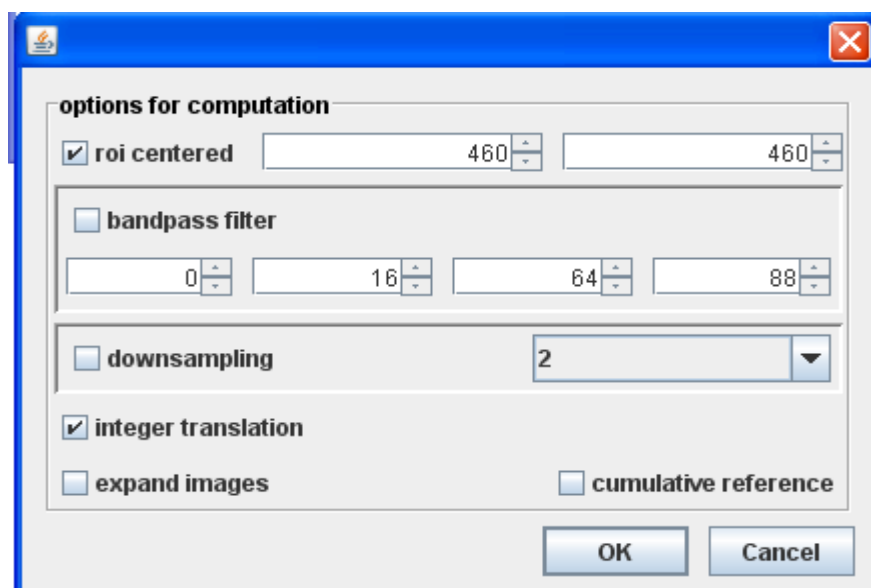 options for computation
roi centered 460 460
bandpass filter
0 16 64 88
downsampling 2
integer translation
expand images cumulative reference
OK Cancel